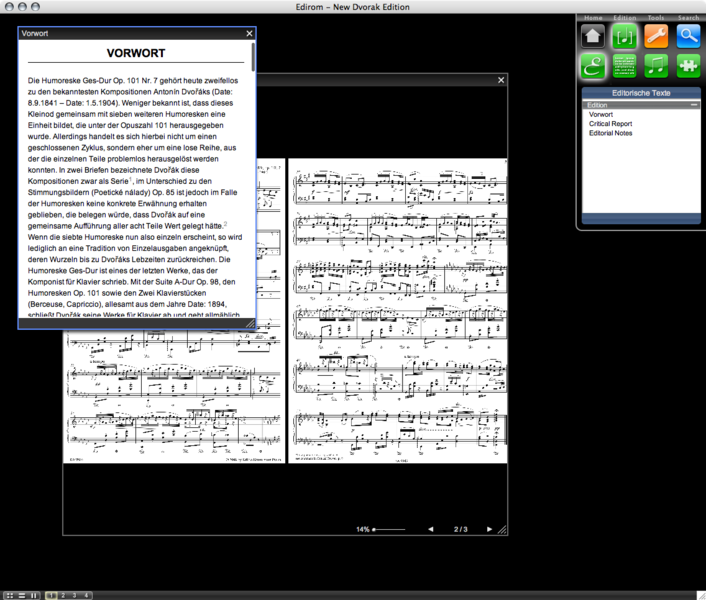 Edirom – New Dvorak Edition
Vorwort
VORWORT
Die Humoreske Ges-Dur Op. 101 Nr. 7 gehört heute zweifellos
zu den bekanntesten Kompositionen Antonín Dvořáks (Date:
8.9.1841 – Date: 1.5.1904). Weniger bekannt ist, dass dieses
Kleinod gemeinsam mit sieben weiteren Humoresken eine
Einheit bildet, die unter der Opuszahl 101 herausgegeben
wurde. Allerdings handelt es sich hierbei nicht um einen
geschlossenen Zyklus, sondern eher um eine lose Reihe, aus
der die einzelnen Teile problemlos herausgelöst werden
konnten. In zwei Briefen bezeichnete Dvořák diese
Kompositionen zwar als Serie1, im Unterschied zu den
Stimmungsbildern (Poetické nálady) Op. 85 ist jedoch im Falle
der Humoresken keine konkrete Erwähnung erhalten
geblieben, die belegen würde, dass Dvořák auf eine
gemeinsame Aufführung aller acht Teile Wert gelegt hätte.2
Wenn die siebte Humoreske nun also einzeln erscheint, so wird
lediglich an eine Tradition von Einzelausgaben angeknüpft,
deren Wurzeln bis zu Dvořáks Lebzeiten zurückreichen. Die
Humoreske Ges-Dur ist eines der letzten Werke, das der
Komponist für Klavier schrieb. Mit der Suite A-Dur Op. 98, den
Humoresken Op. 101 sowie den Zwei Klavierstücken
(Berceuse, Capriccio), allesamt aus dem Jahre Date: 1894,
schließt Dvořák seine Werke für Klavier ab und geht allmählich
Home Edition Tools Search
Editorische Texte
Edition
Vorwort
Critical Report
Editorial Notes
14% 2 / 3
1 2 3 4